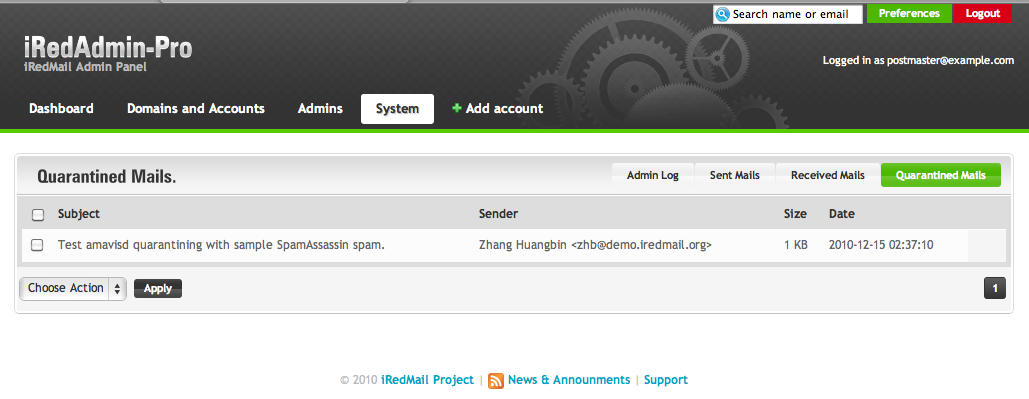 Search name or email Preferences Logout
iRedAdmin-Pro
iRedMail Admin Panel
Logged in as postmaster@example.com
Dashboard Domains and Accounts Admins System Add account
Quarantined Mails. Admin Log Sent Mails Received Mails Quarantined Mails
Subject Sender Size Date
Test amavisd quarantining with sample SpamAssassin spam. Zhang Huangbin <zhb@demo.iredmail.org> 1 KB 2010-12-15 02:37:10
Choose Action Apply 1
© 2010 iRedMail Project | News & Announments | Support